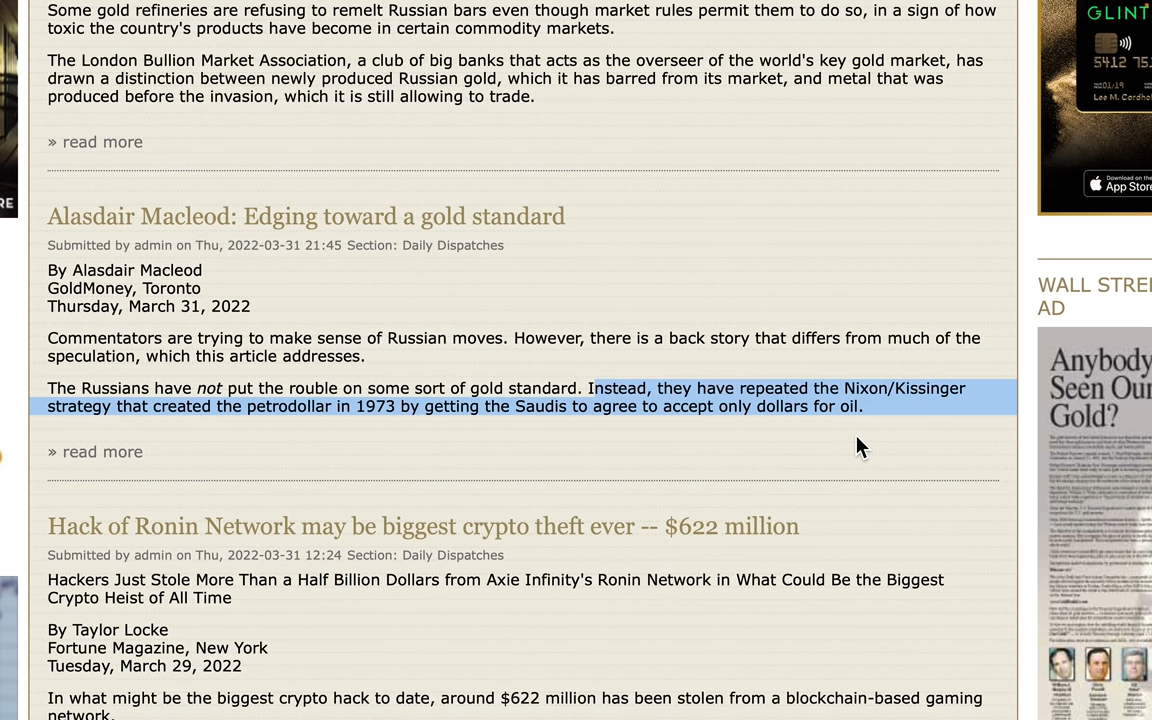 Some gold refineries are refusing to remelt Russian bars even though market rules permit them to do so, in a sign of how
toxic the country's products have become in certain commodity markets.
The London Bullion Market Association, a club of big banks that acts as the overseer of the world's key gold market, has
drawn a distinction between newly produced Russian gold, which it has barred from its market, and metal that was
produced before the invasion, which it is still allowing to trade.
» read more
Alasdair Macleod: Edging toward a gold standard
Submitted by admin on Thu, 2022-03-31 21:45 Section: Daily Dispatches
By Alasdair Macleod
GoldMoney, Toronto
Thursday, March 31, 2022
Commentators are trying to make sense of Russian moves. However, there is a back story that differs from much of the
speculation, which this article addresses.
The Russians have not put the rouble on some sort of gold standard. Instead, they have repeated the Nixon/Kissinger
strategy that created the petrodollar in 1973 by getting the Saudis to agree to accept only dollars for oil.
» read more
Hack of Ronin Network may be biggest crypto theft ever -- $622 million
Submitted by admin on Thu, 2022-03-31 12:24 Section: Daily Dispatches
Hackers Just Stole More Than a Half Billion Dollars from Axie Infinity's Ronin Network in What Could Be the Biggest
Crypto Heist of All Time
By Taylor Locke
Fortune Magazine, New York
Tuesday, March 29, 2022
In what might be the biggest crypto hack to date, around $622 million has been stolen from a blockchain-based gaming
network.
RE
GLINT
5412 751
Lee M. Cardho
Download on the
App Store
WALL STREE
AD
Anybody
Seen Our
Gold?